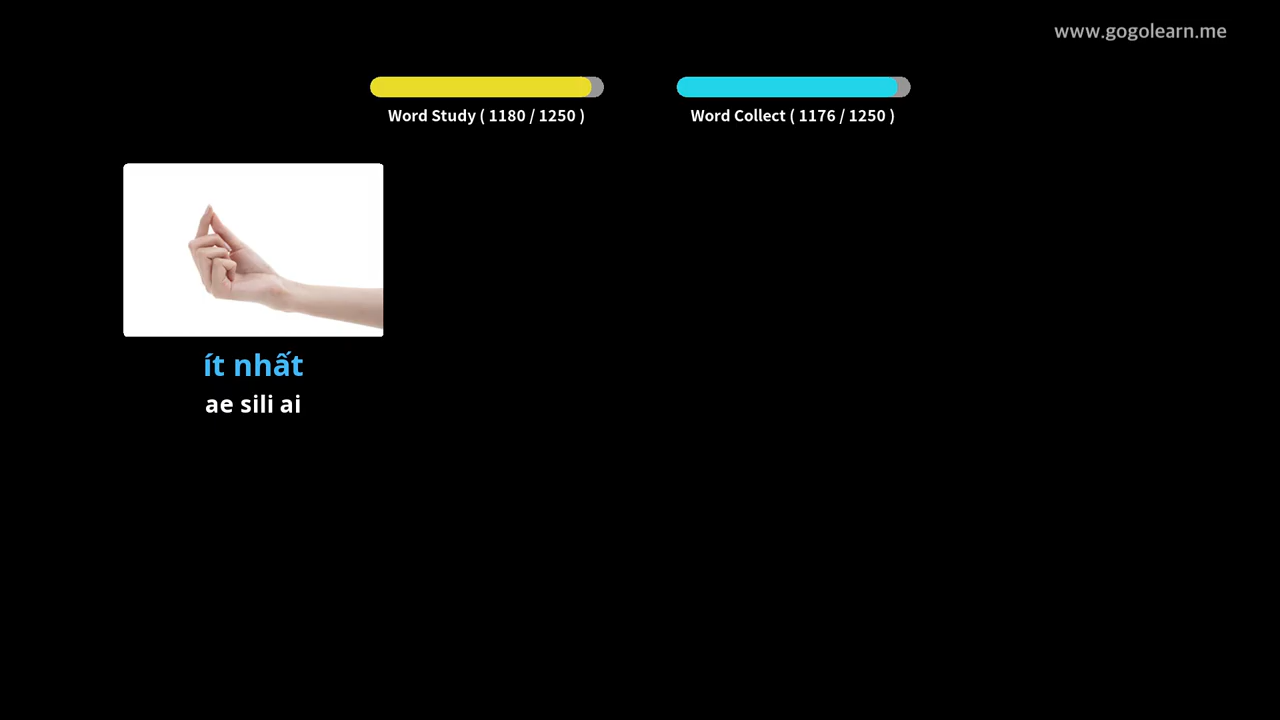 www.gogolearn.me
Word Study ( 1180 / 1250 )
Word Collect ( 1176 / 1250 )
ít nhất
ae sili ai